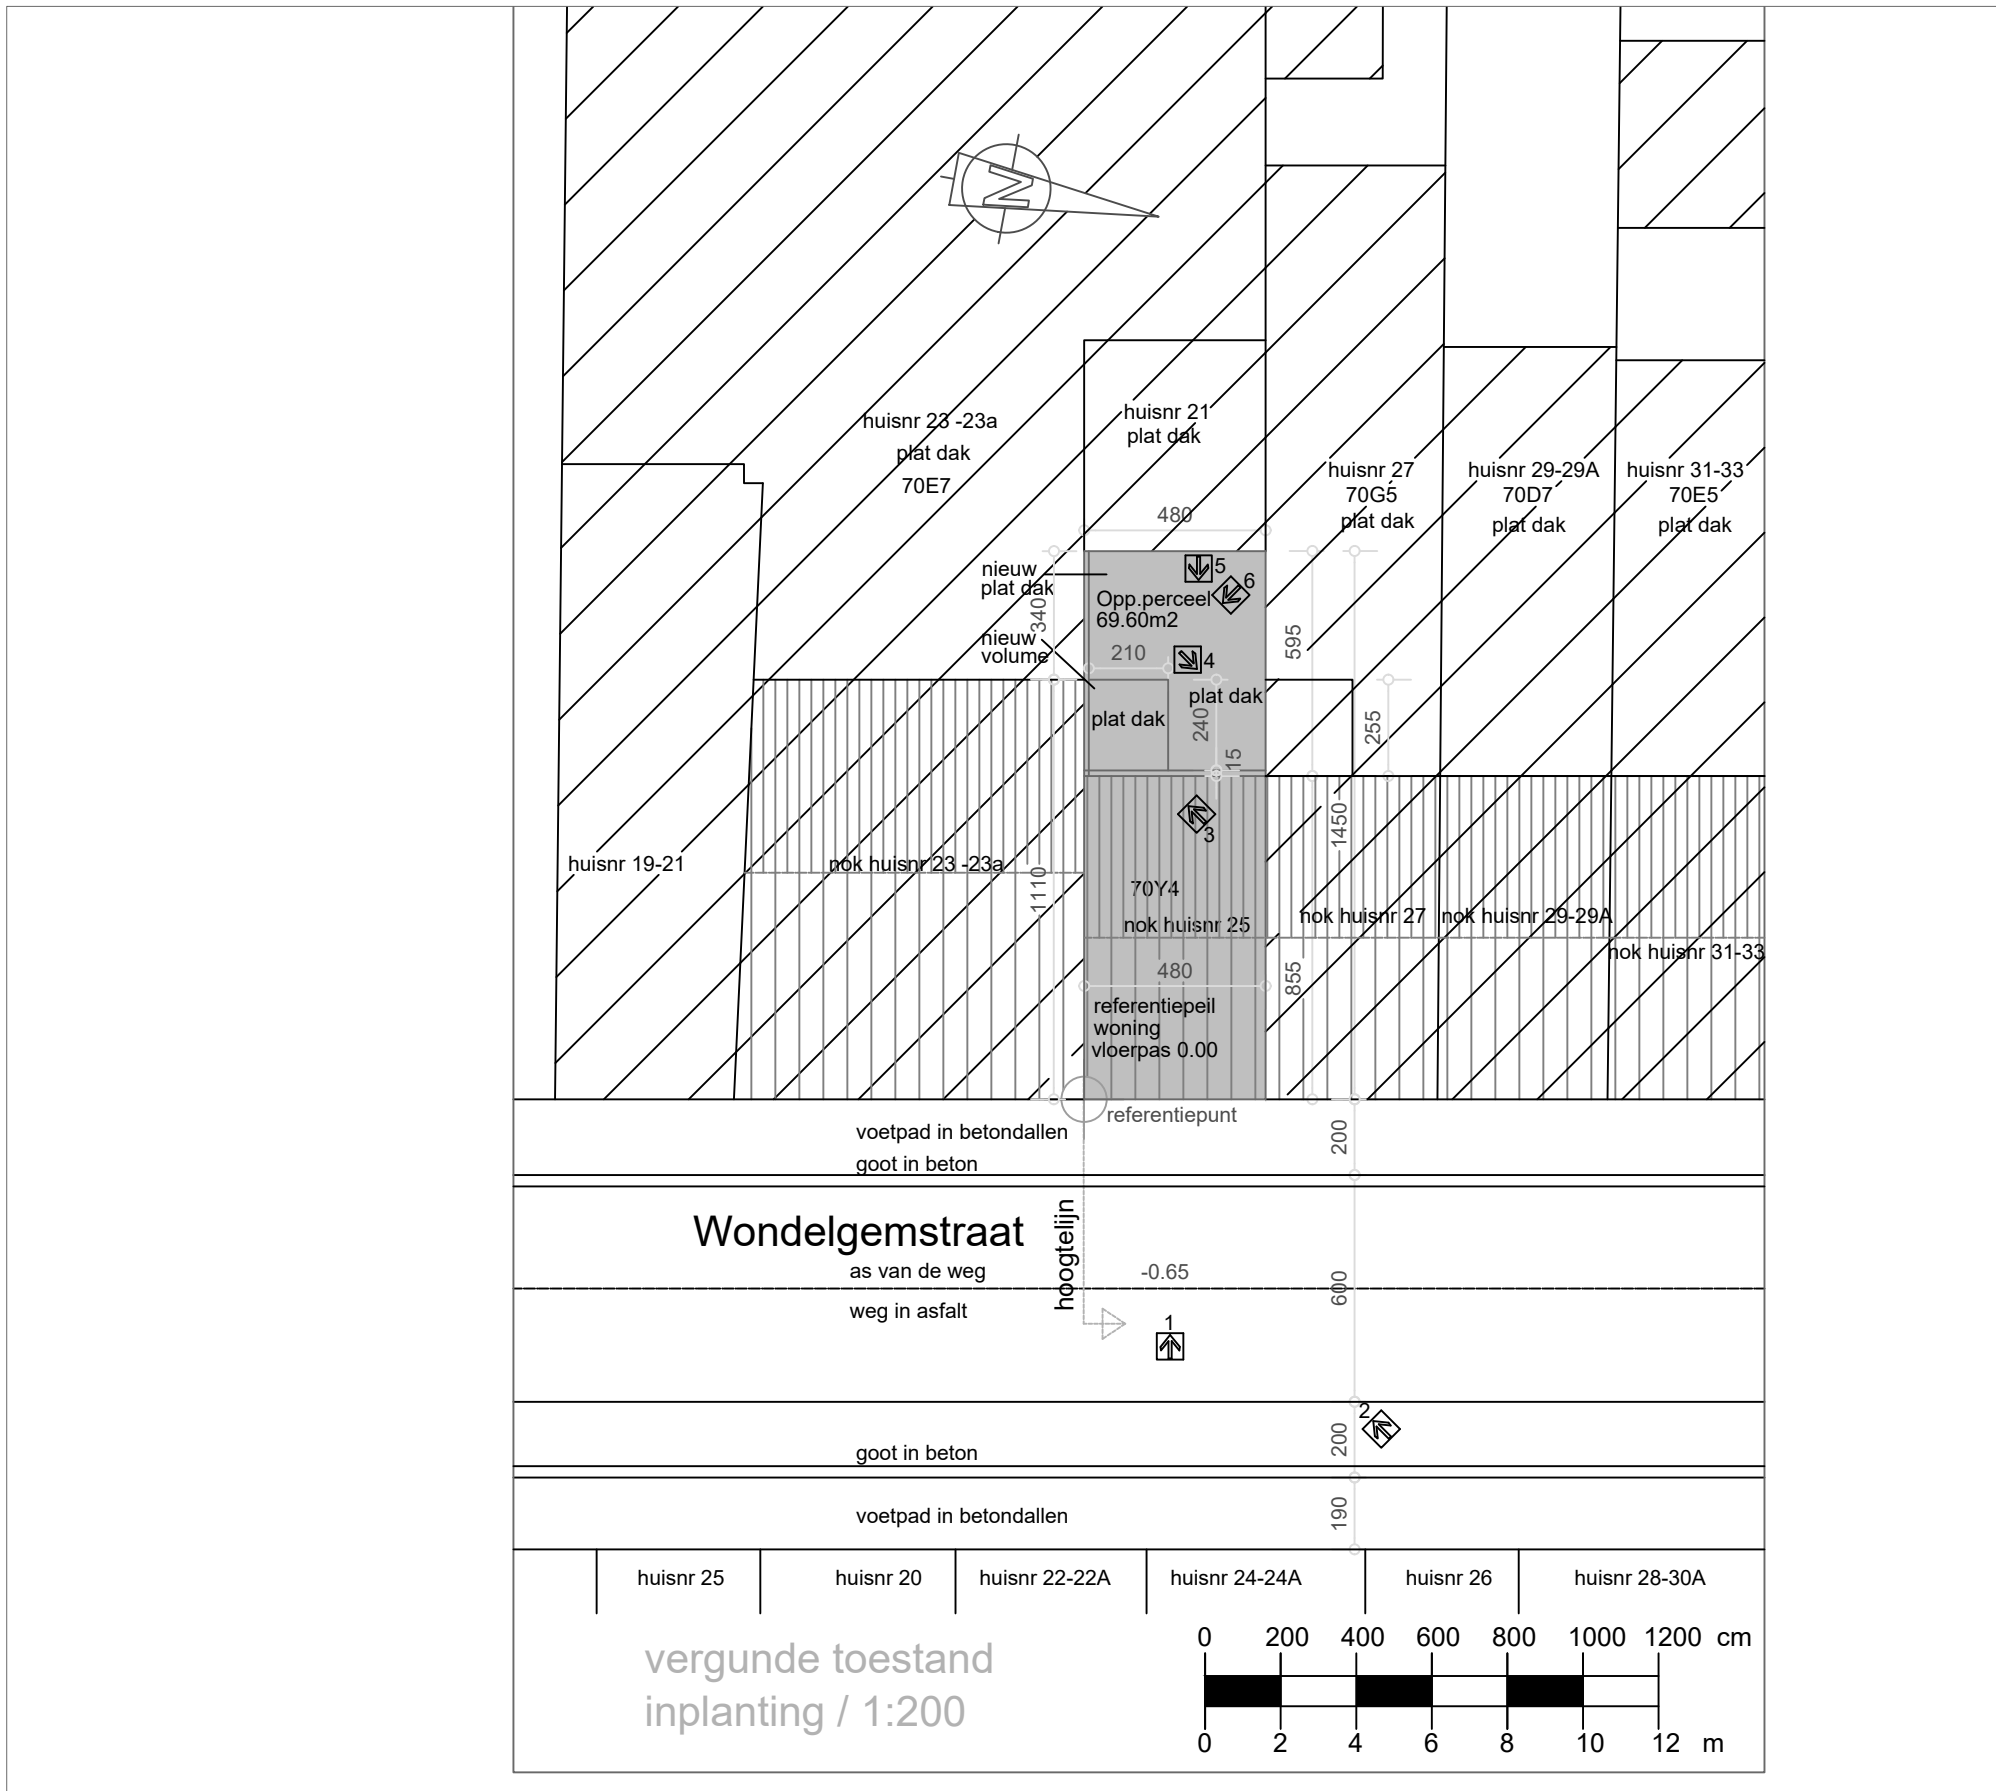 N
huisnr 23 -23a
plat dak
70E7
huisnr 21
plat dak
huisnr 27
70G5
plat dak
huisnr 29-29A
70D7
plat dak
huisnr 31-33
70E5
plat dak
480
nieuw
plat dak
340
5
6
Opp.perceel
69.60m2
595
nieuw
volume
210
4
plat dak
plat dak
240
15
255
3
1450
huisnr 19-21
nok huisnr 23 -23a
1110
70Y4
nok huisnr 25
nok huisnr 27
nok huisnr 29-29A
nok huisnr 31-33
480
855
referentiepeil
woning
vloerpas 0.00
referentiepunt
voetpad in betondallen
200
goot in beton
Wondelgemstraat
hoogtelijn
as van de weg
-0.65
600
weg in asfalt
1
2
200
goot in beton
190
voetpad in betondallen
huisnr 25
huisnr 20
huisnr 22-22A
huisnr 24-24A
huisnr 26
huisnr 28-30A
vergunde toestand
inplanting / 1:200
0 200 400 600 800 1000 1200 cm
0 2 4 6 8 10 12 m